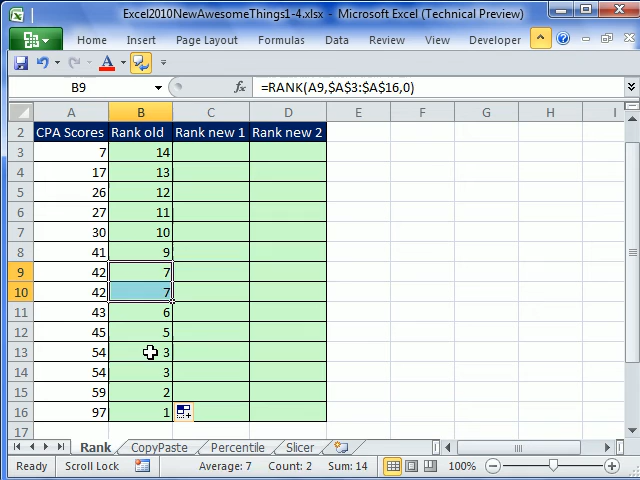 Excel2010NewAwesomeThings1-4.xlsx - Microsoft Excel (Technical Preview)
Home Insert Page Layout Formulas Data Review View Developer
B9 fx =RANK(A9,$A$3:$A$16,0)
A B C D E F G H I
2 CPA Scores Rank old Rank new 1 Rank new 2
3 7 14
4 17 13
5 26 12
6 27 11
7 30 10
8 41 9
9 42 7
10 42 7
11 43 6
12 45 5
13 54 3
14 54 3
15 59 2
16 97 1
17
Rank CopyPaste Percentile Slicer
Ready Scroll Lock Average: 7 Count: 2 Sum: 14 100%